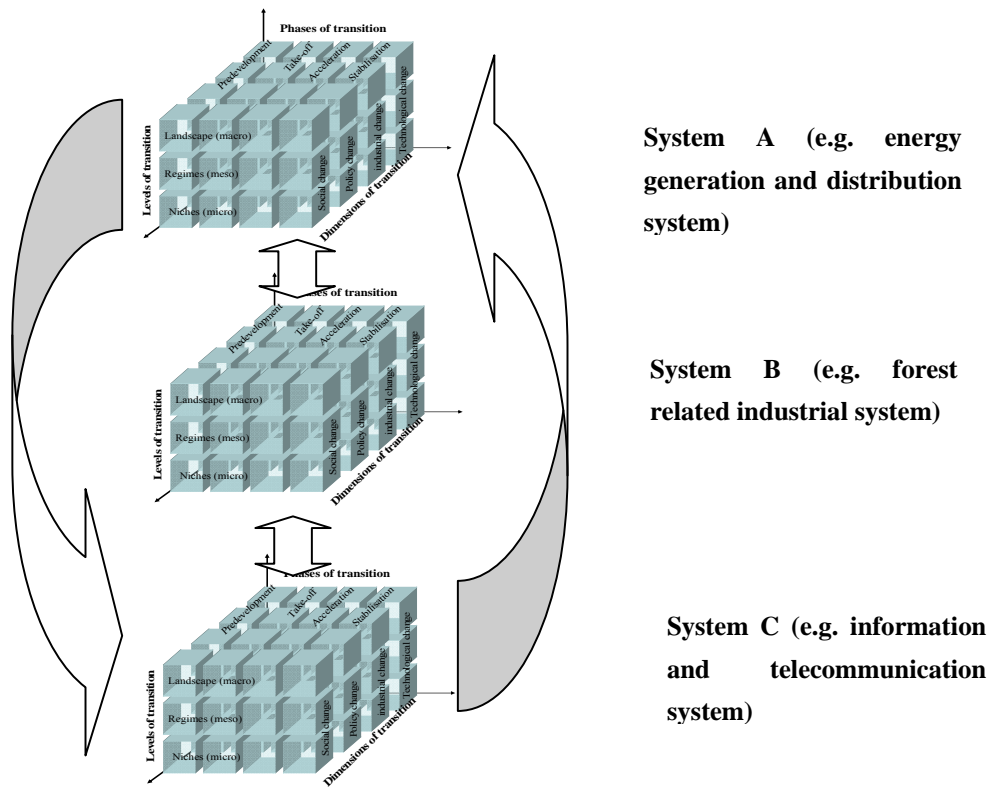 Phases of transition
Predevelopment
Take-off
Acceleration
Stabilisation
Levels of transition
Landscape (macro)
Regimes (meso)
Niches (micro)
Social change
Policy change
industrial change
Technological change
Dimensions of transition
System A (e.g. energy
generation and distribution
system)
Phases of transition
Predevelopment
Take-off
Acceleration
Stabilisation
Levels of transition
Landscape (macro)
Regimes (meso)
Niches (micro)
Social change
Policy change
industrial change
Technological change
Dimensions of transition
System B (e.g. forest
related industrial system)
Phases of transition
Predevelopment
Take-off
Acceleration
Stabilisation
Levels of transition
Landscape (macro)
Regimes (meso)
Niches (micro)
Social change
Policy change
industrial change
Technological change
Dimensions of transition
System C (e.g. information
and telecommunication
system)